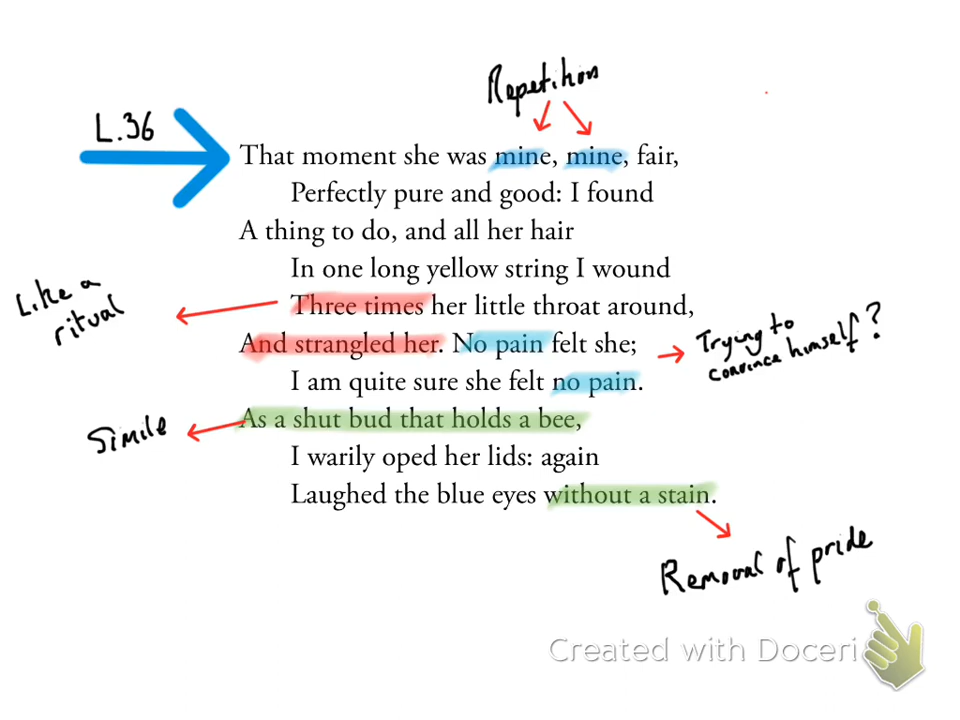 Repetition
L.36
That moment she was mine, mine, fair,
Perfectly pure and good: I found
A thing to do, and all her hair
In one long yellow string I wound
Like a
ritual
Three times her little throat around,
And strangled her. No pain felt she;
Trying to
convince himself?
I am quite sure she felt no pain.
Simile
As a shut bud that holds a bee,
I warily oped her lids: again
Laughed the blue eyes without a stain.
Removal of pride
Created with Doceri